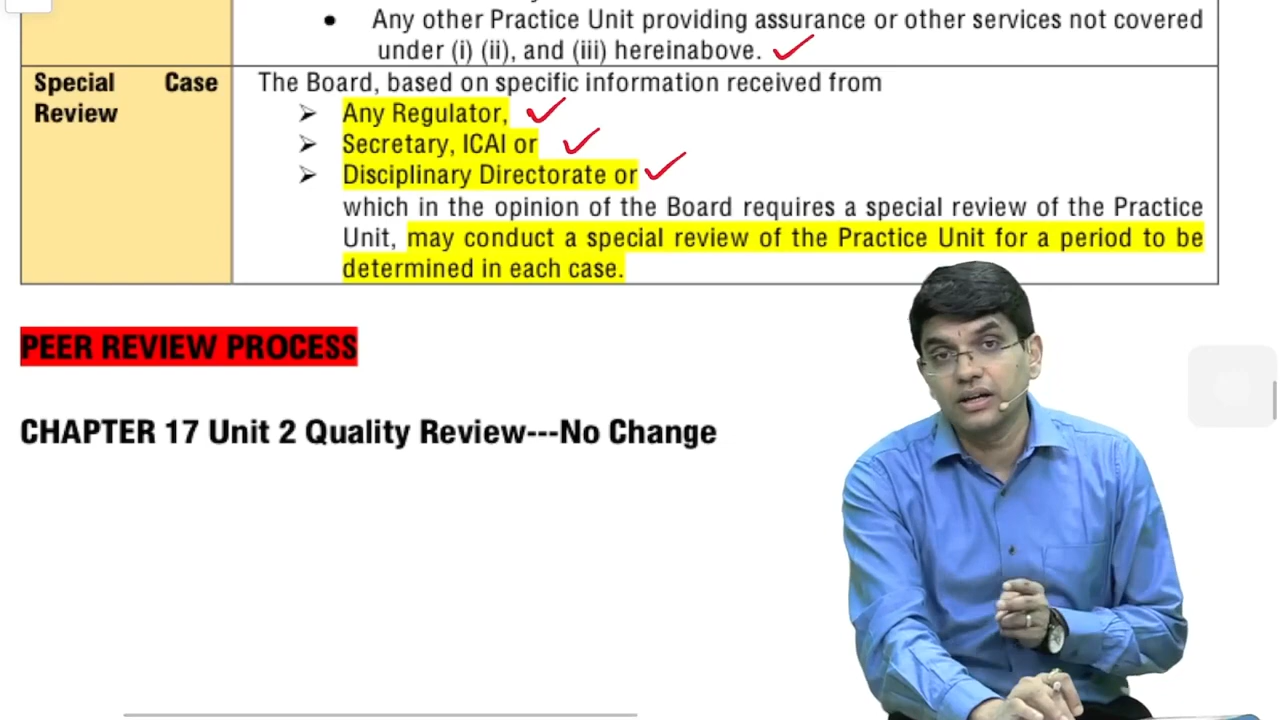 • Any other Practice Unit providing assurance or other services not covered
under (i) (ii), and (iii) hereinabove.
Special Case
Review
The Board, based on specific information received from
➢ Any Regulator,
➢ Secretary, ICAI or
➢ Disciplinary Directorate or
which in the opinion of the Board requires a special review of the Practice
Unit, may conduct a special review of the Practice Unit for a period to be
determined in each case.
PEER REVIEW PROCESS
CHAPTER 17 Unit 2 Quality Review---No Change